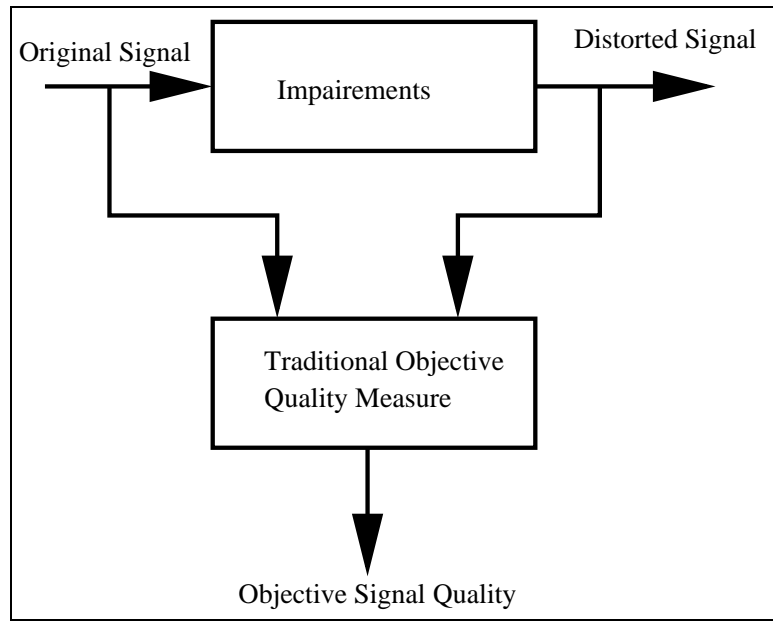 Original Signal
Distorted Signal
Impairements
Traditional Objective
Quality Measure
Objective Signal Quality